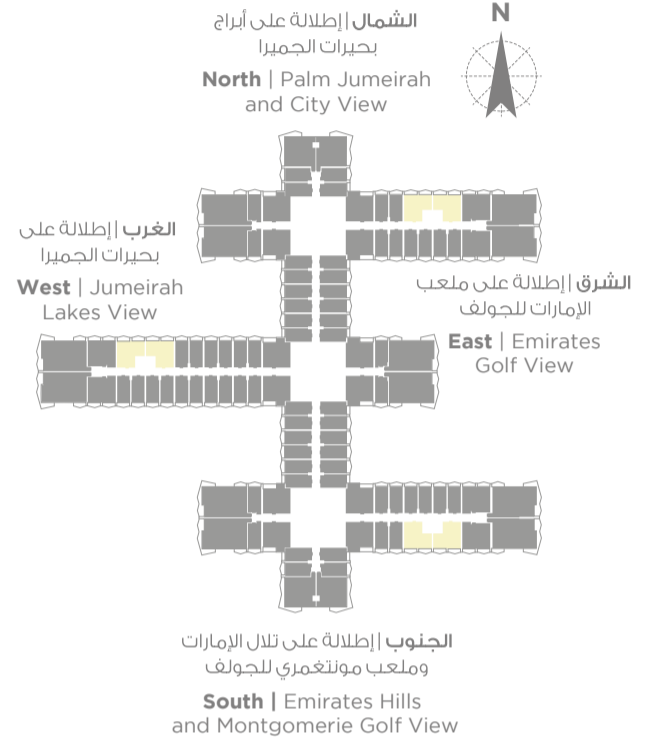 الشمال | إطلالة على أبراج
بحيرات الجميرا
North | Palm Jumeirah
and City View
N
الغرب | إطلالة على
بحيرات الجميرا
West | Jumeirah
Lakes View
الشرق | إطلالة على ملعب
الإمارات للجولف
East | Emirates
Golf View
الجنوب | إطلالة على تلال الإمارات
وملعب مونتغمري للجولف
South | Emirates Hills
and Montgomerie Golf View